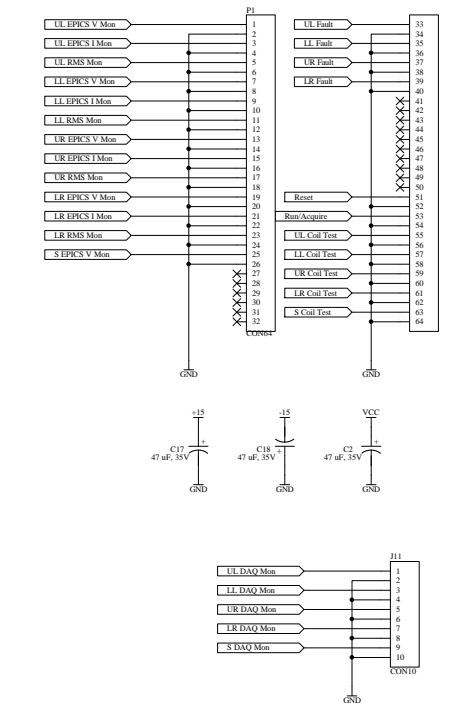 P1
UL EPICS V Mon 1
2
UL EPICS I Mon 3
4
UL RMS Mon 5
6
LL EPICS V Mon 7
8
LL EPICS I Mon 9
10
LL RMS Mon 11
12
UR EPICS V Mon 13
14
UR EPICS I Mon 15
16
UR RMS Mon 17
18
LR EPICS V Mon 19
20
LR EPICS I Mon 21
22
LR RMS Mon 23
24
S EPICS V Mon 25
26
27
28
29
30
31
32
CON64
GND
UL Fault 33
34
LL Fault 35
36
UR Fault 37
38
LR Fault 39
40
41
42
43
44
45
46
47
48
49
50
Reset 51
52
Run/Acquire 53
54
UL Coil Test 55
56
LL Coil Test 57
58
UR Coil Test 59
60
LR Coil Test 61
62
S Coil Test 63
64
GND
+15
C17 +
47 uF, 35V
GND
-15
C18 +
47 uF, 35V
GND
VCC
C2 +
47 uF, 35V
GND
J11
UL DAQ Mon 1
2
LL DAQ Mon 3
4
UR DAQ Mon 5
6
LR DAQ Mon 7
8
S DAQ Mon 9
10
CON10
GND